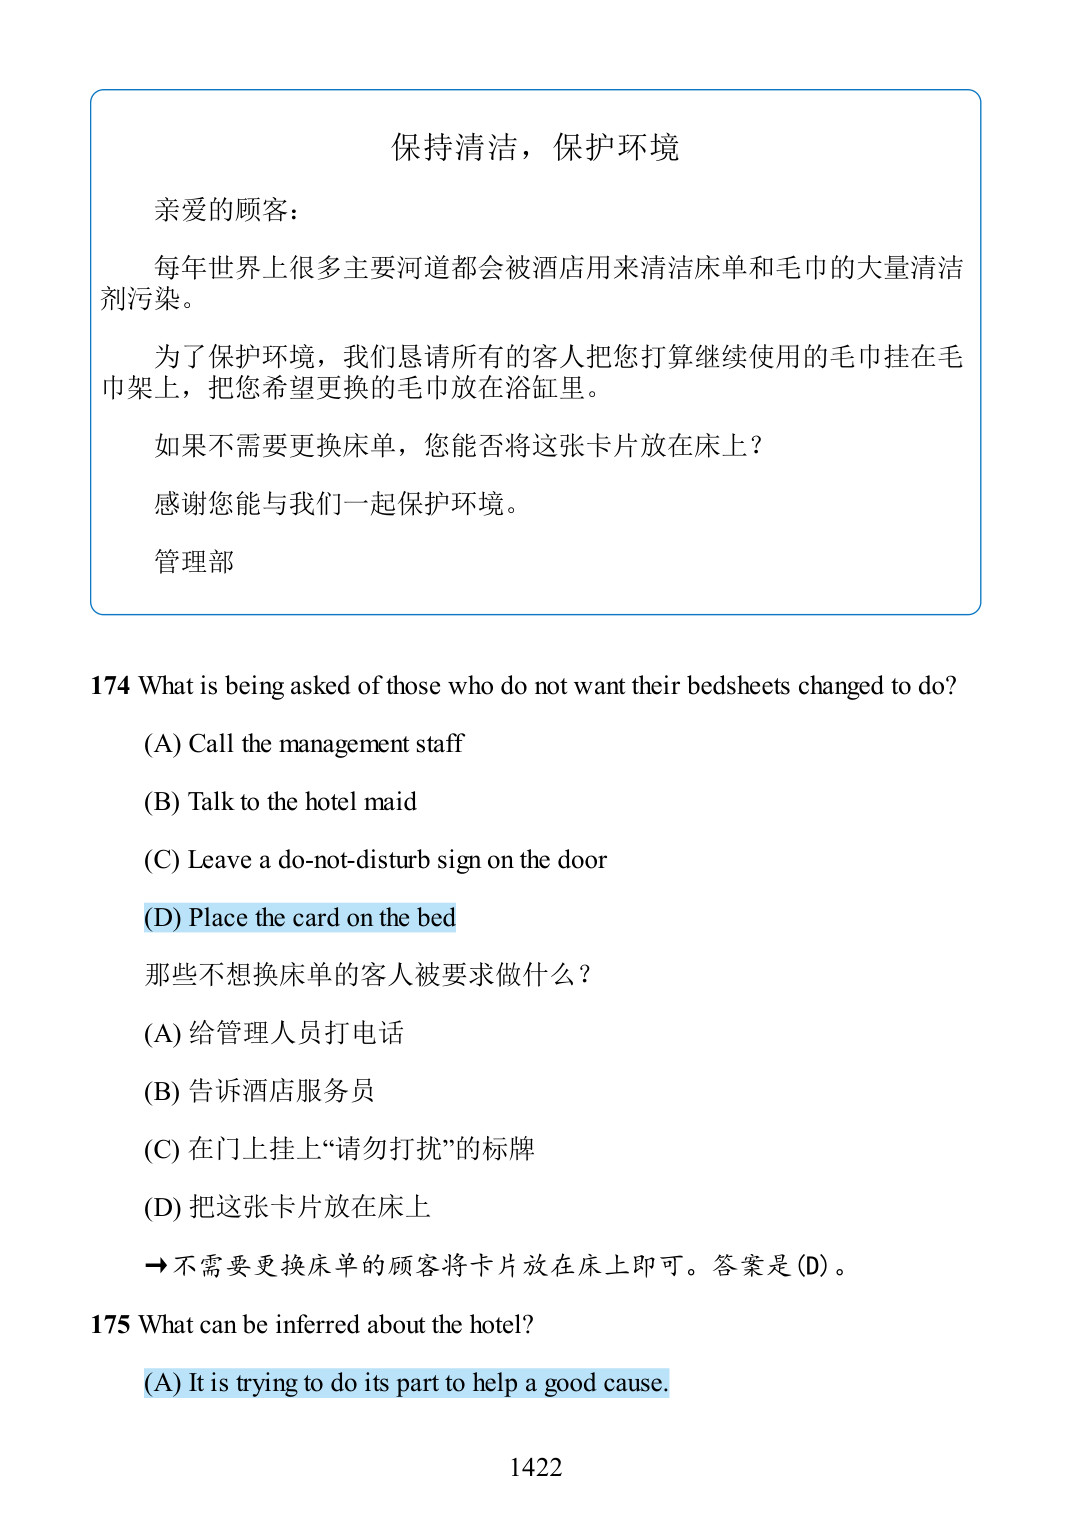 保持清洁，保护环境
亲爱的顾客：
每年世界上很多主要河道都会被酒店用来清洁床单和毛巾的大量清洁
剂污染。
为了保护环境，我们恳请所有的客人把您打算继续使用的毛巾挂在毛
巾架上，把您希望更换的毛巾放在浴缸里。
如果不需要更换床单，您能否将这张卡片放在床上？
感谢您能与我们一起保护环境。
管理部
174 What is being asked of those who do not want their bedsheets changed to do?
(A) Call the management staff
(B) Talk to the hotel maid
(C) Leave a do-not-disturb sign on the door
(D) Place the card on the bed
那些不想换床单的客人被要求做什么？
(A) 给管理人员打电话
(B) 告诉酒店服务员
(C) 在门上挂上“请勿打扰”的标牌
(D) 把这张卡片放在床上
→不需要更换床单的顾客将卡片放在床上即可。答案是(D)。
175 What can be inferred about the hotel?
(A) It is trying to do its part to help a good cause.
1422